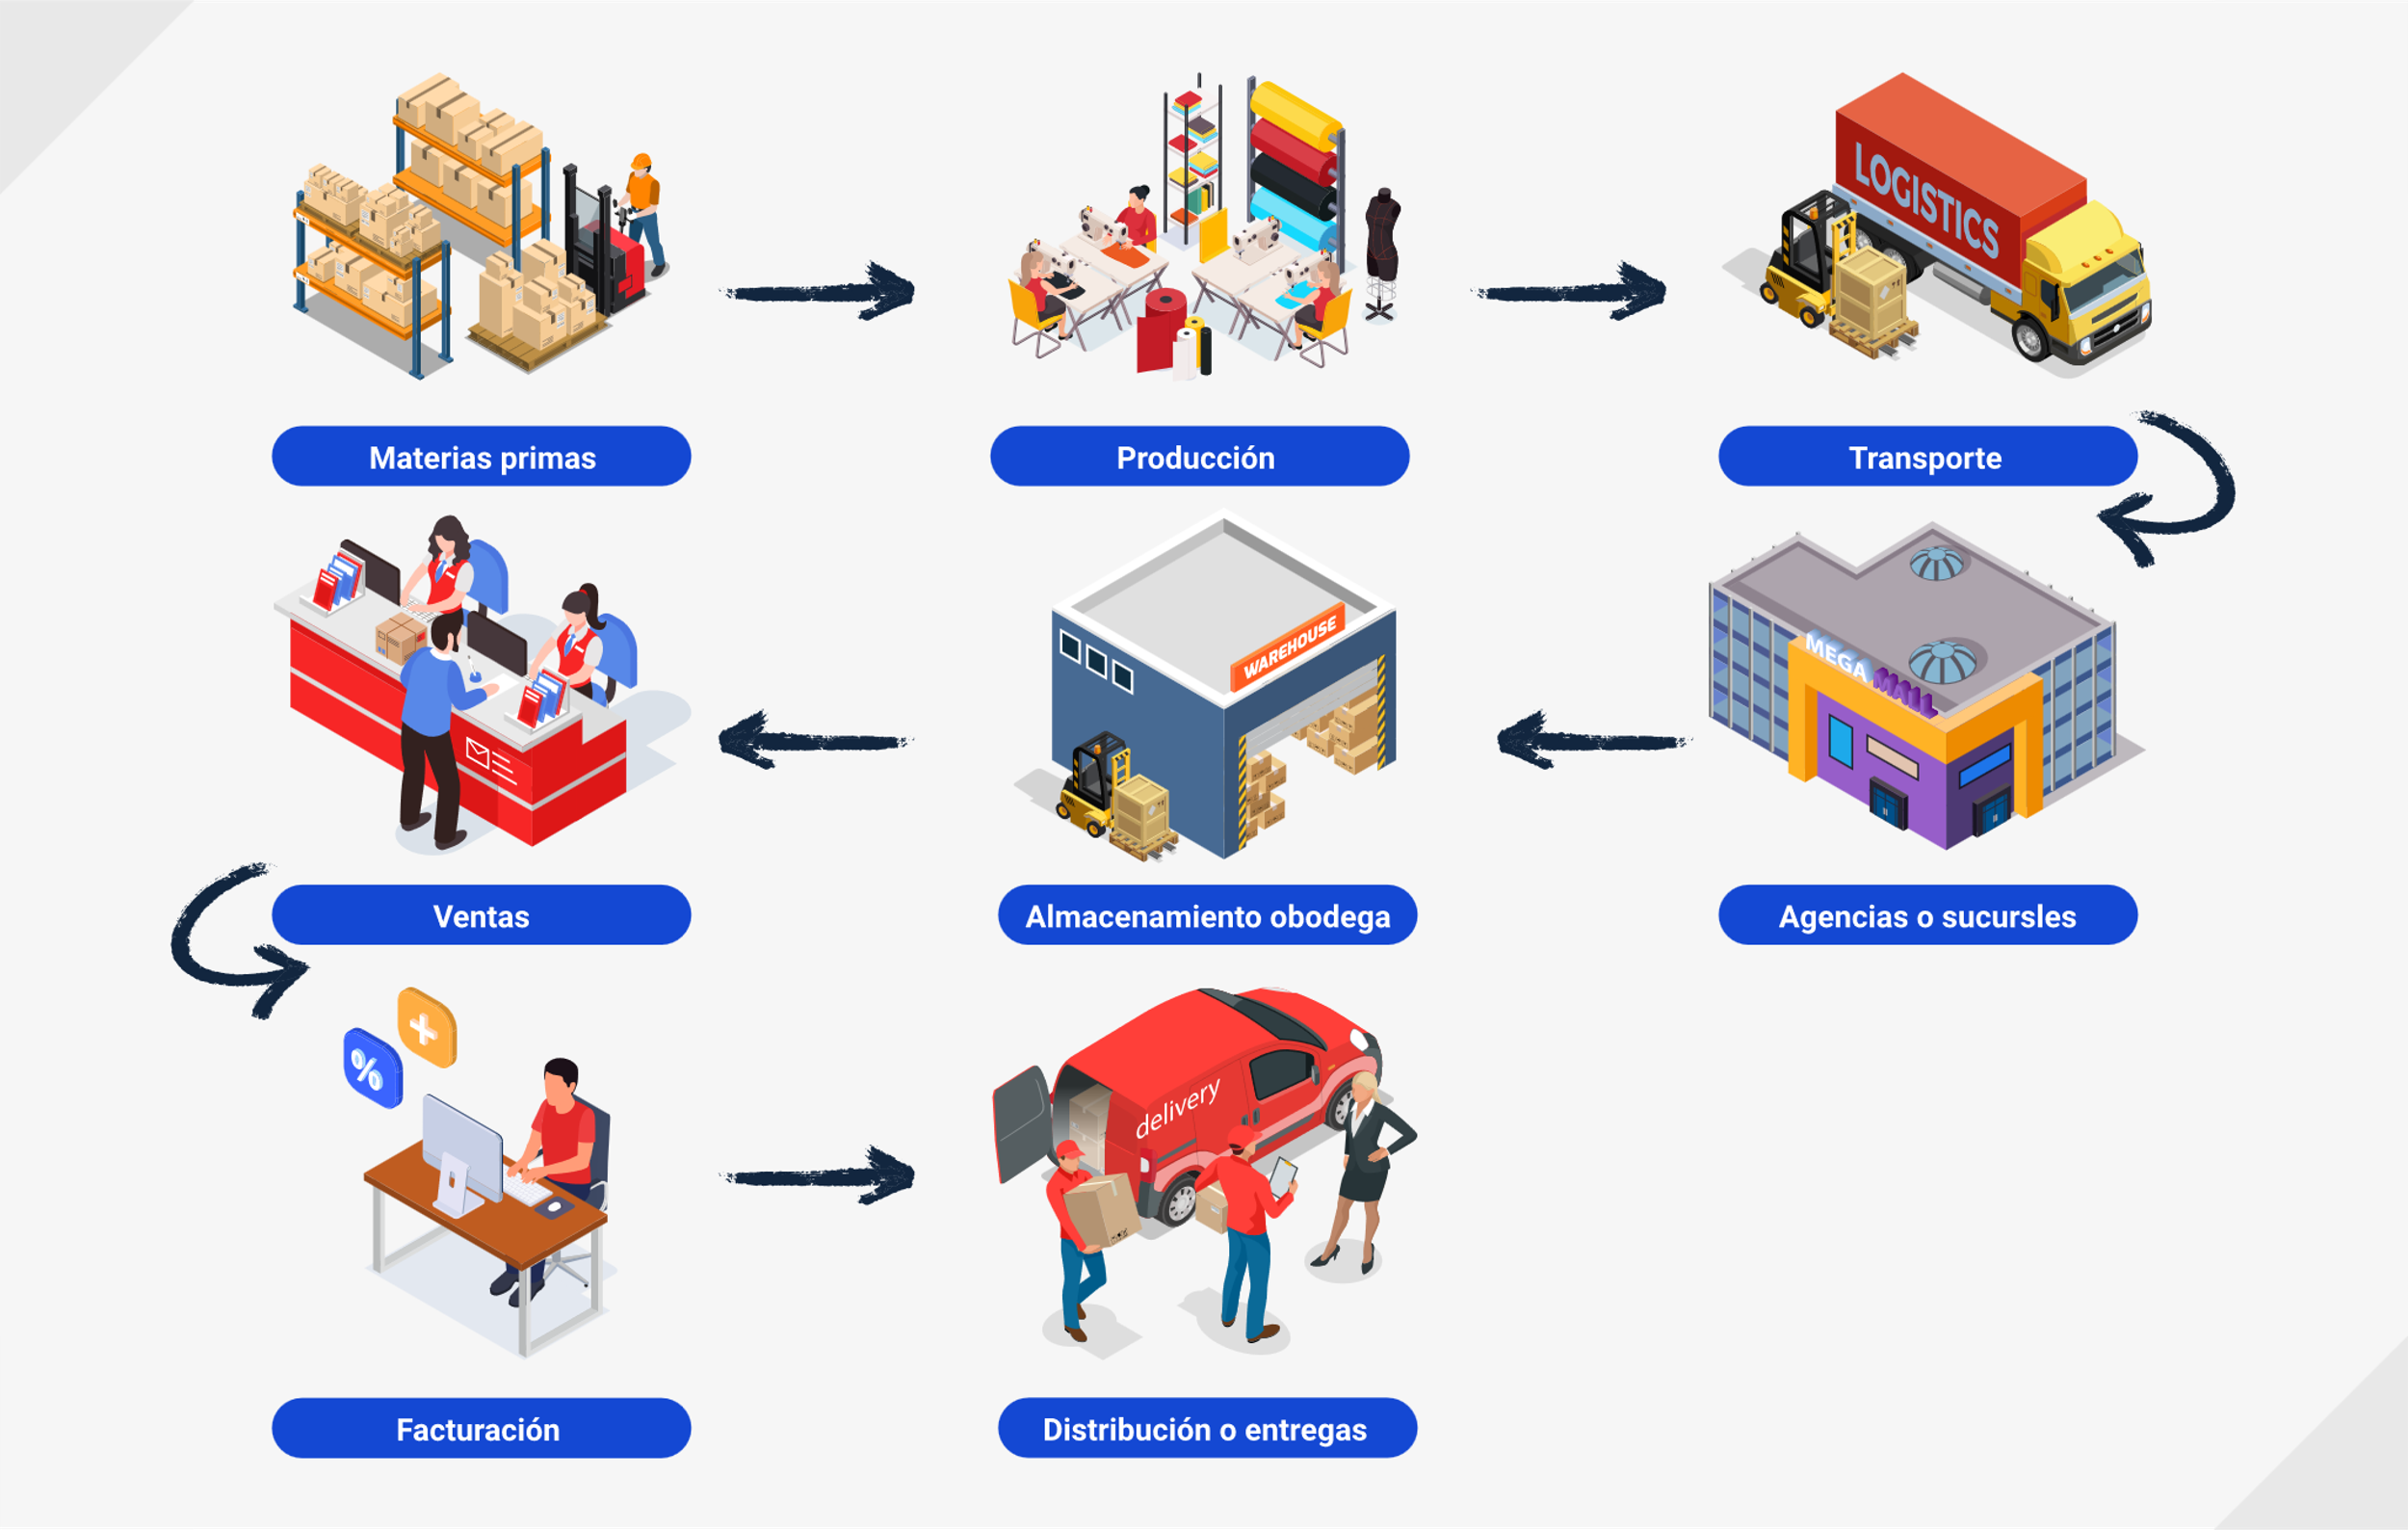 LOGISTICS
Materias primas
Producción
Transporte
WAREHOUSE
MEGA MALL
Ventas
Almacenamiento obodega
Agencias o sucursles
%
+
delivery
Facturación
Distribución o entregas